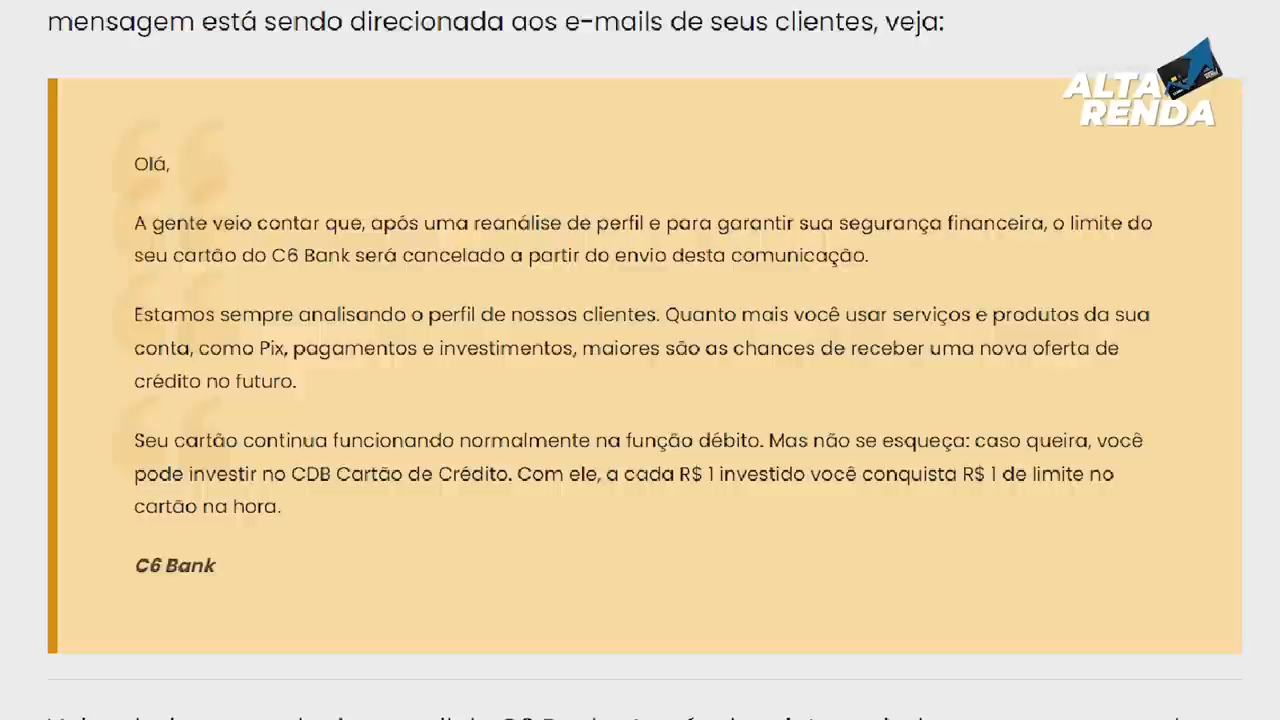 mensagem está sendo direcionada aos e-mails de seus clientes, veja:
ALTA
RENDA
Olá,
A gente veio contar que, após uma reanálise de perfil e para garantir sua segurança financeira, o limite do
seu cartão do C6 Bank será cancelado a partir do envio desta comunicação.
Estamos sempre analisando o perfil de nossos clientes. Quanto mais você usar serviços e produtos da sua
conta, como Pix, pagamentos e investimentos, maiores são as chances de receber uma nova oferta de
crédito no futuro.
Seu cartão continua funcionando normalmente na função débito. Mas não se esqueça: caso queira, você
pode investir no CDB Cartão de Crédito. Com ele, a cada R$ 1 investido você conquista R$ 1 de limite no
cartão na hora.
C6 Bank